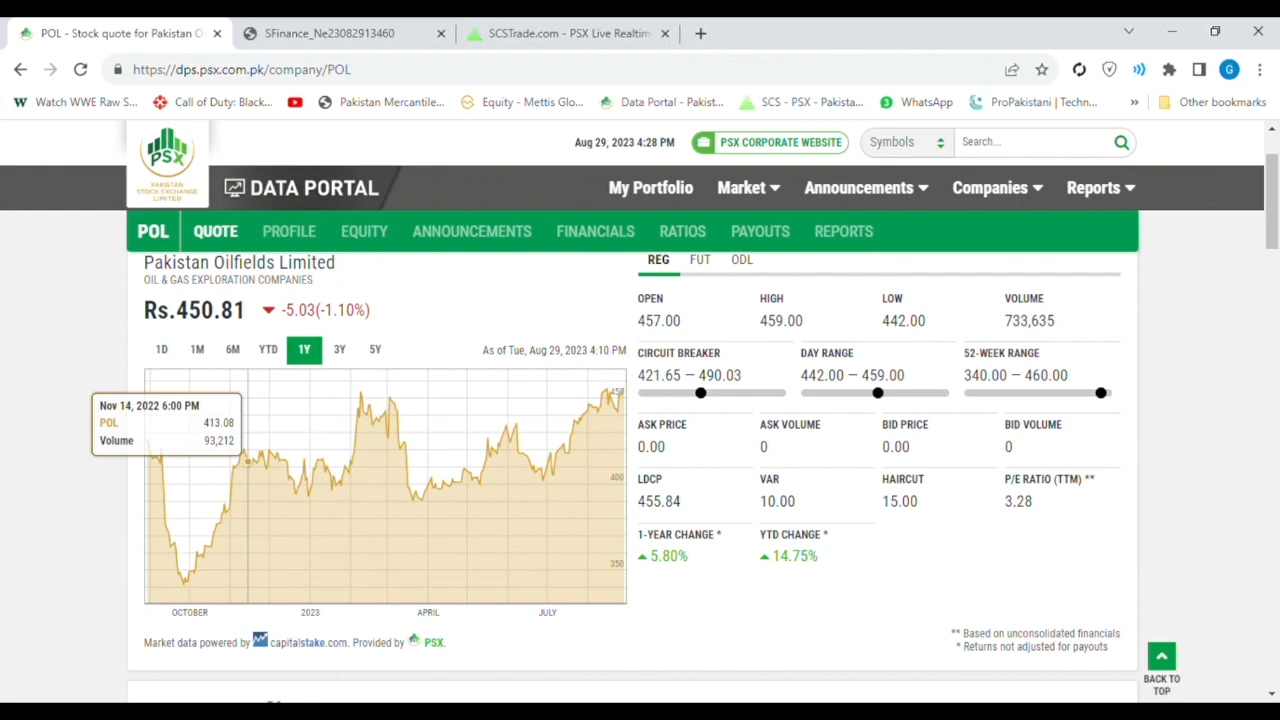 POL - Stock quote for Pakistan O
SFinance_Ne23082913460
SCSTrade.com - PSX Live Realtim
https://dps.psx.com.pk/company/POL
G
W Watch WWE Raw S...
Call of Duty: Black...
Pakistan Mercantile...
Equity - Mettis Glo...
Data Portal - Pakist...
SCS - PSX - Pakista...
WhatsApp
ProPakistani | Techn...
»
Other bookmarks
PSX
PAKISTAN
STOCK EXCHANGE
LIMITED
Aug 29, 2023 4:28 PM
PSX CORPORATE WEBSITE
Symbols
Search...
DATA PORTAL
My Portfolio
Market
Announcements
Companies
Reports
POL
QUOTE
PROFILE
EQUITY
ANNOUNCEMENTS
FINANCIALS
RATIOS
PAYOUTS
REPORTS
Pakistan Oilfields Limited
OIL & GAS EXPLORATION COMPANIES
Rs.450.81 -5.03(-1.10%)
1D 1M 6M YTD 1Y 3Y 5Y
As of Tue, Aug 29, 2023 4:10 PM
Nov 14, 2022 6:00 PM
POL 413.08
Volume 93,212
450
400
350
OCTOBER 2023 APRIL JULY
Market data powered by capitalstake.com. Provided by PSX.
REG FUT ODL
OPEN HIGH LOW VOLUME
457.00 459.00 442.00 733,635
CIRCUIT BREAKER DAY RANGE 52-WEEK RANGE
421.65 — 490.03 442.00 — 459.00 340.00 — 460.00
ASK PRICE ASK VOLUME BID PRICE BID VOLUME
0.00 0 0.00 0
LDCP VAR HAIRCUT P/E RATIO (TTM) **
455.84 10.00 15.00 3.28
1-YEAR CHANGE * YTD CHANGE *
5.80% 14.75%
** Based on unconsolidated financials
* Returns not adjusted for payouts
BACK TO
TOP